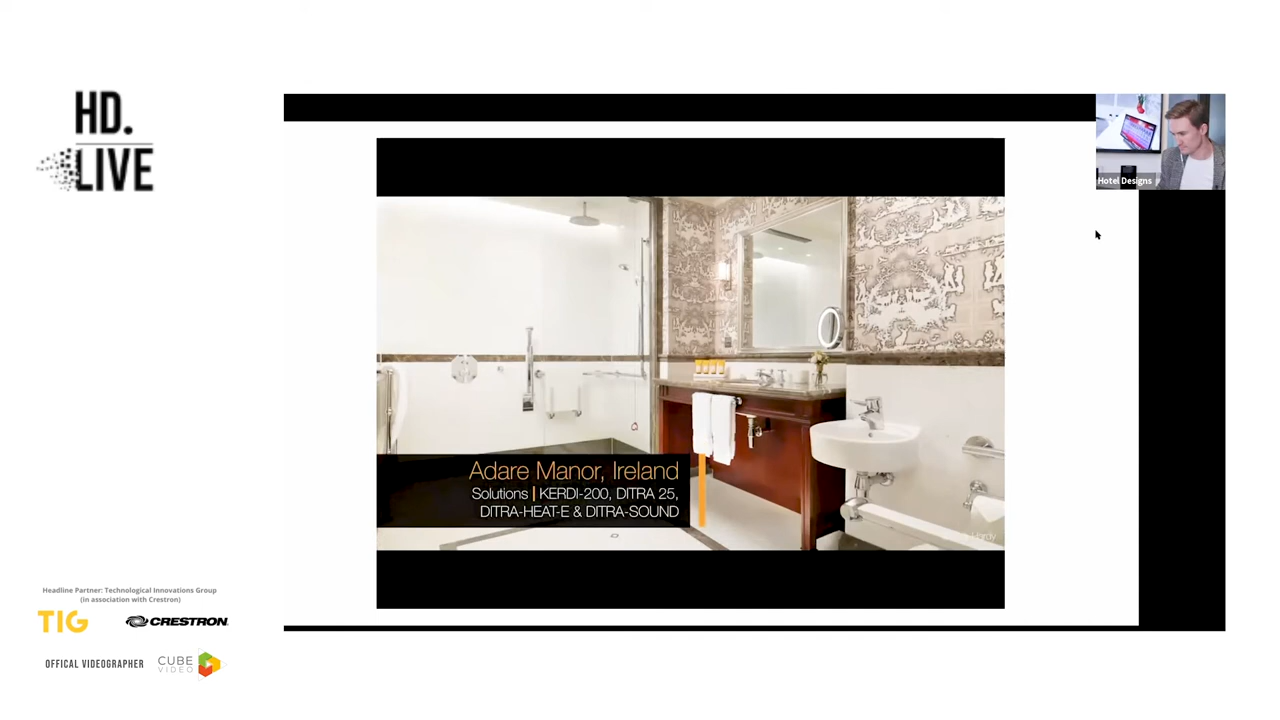 HD.
LIVE
Hotel Designs
Adare Manor, Ireland
Solutions | KERDI-200, DITRA 25,
DITRA-HEAT-E & DITRA-SOUND
Hardy
Headline Partner: Technological Innovations Group
(in association with Crestron)
TIG
CRESTRON
OFFICAL VIDEOGRAPHER
CUBE
VIDEO